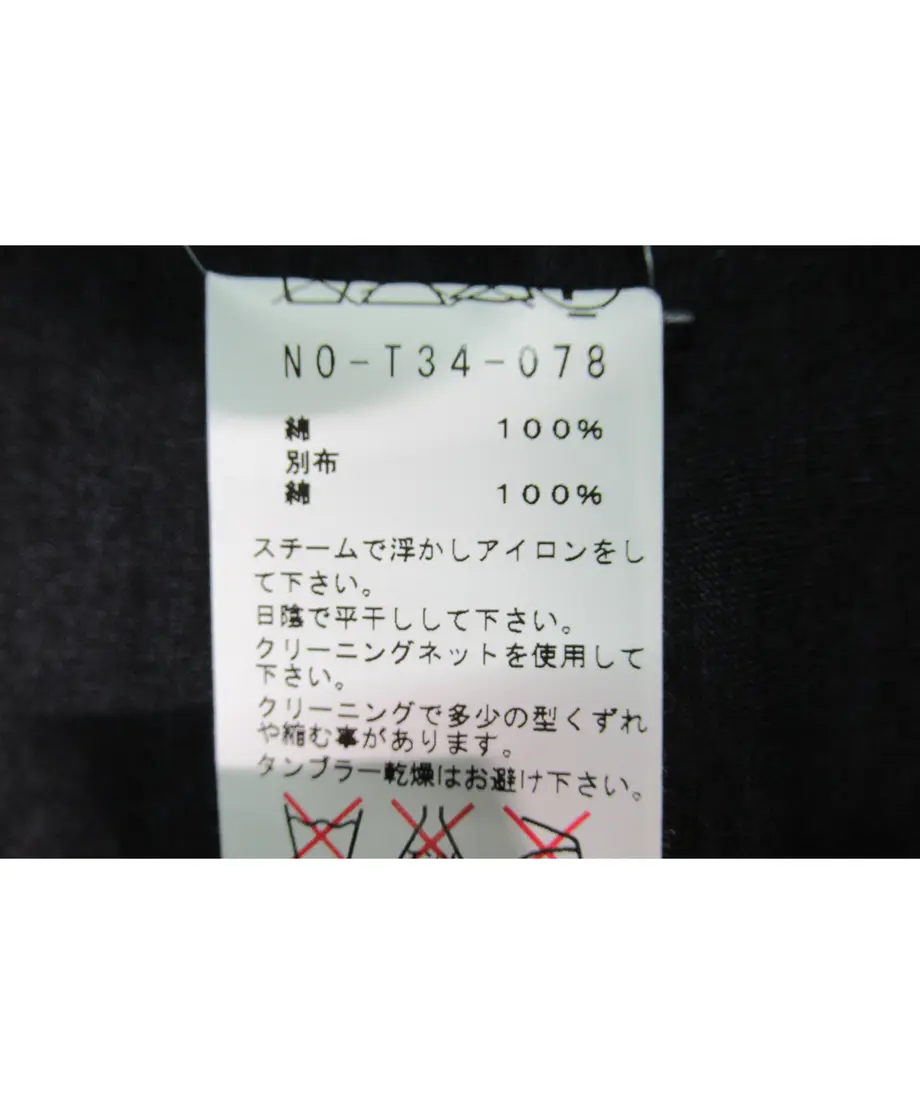 NO-T34-078
綿 100%
別布
綿 100%
スチームで浮かしアイロンをし
て下さい。
日陰で平干しして下さい。
クリーニングネットを使用して
下さい。
クリーニングで多少の型くずれ
や縮む事があります。
タンブラー乾燥はお避け下さい。